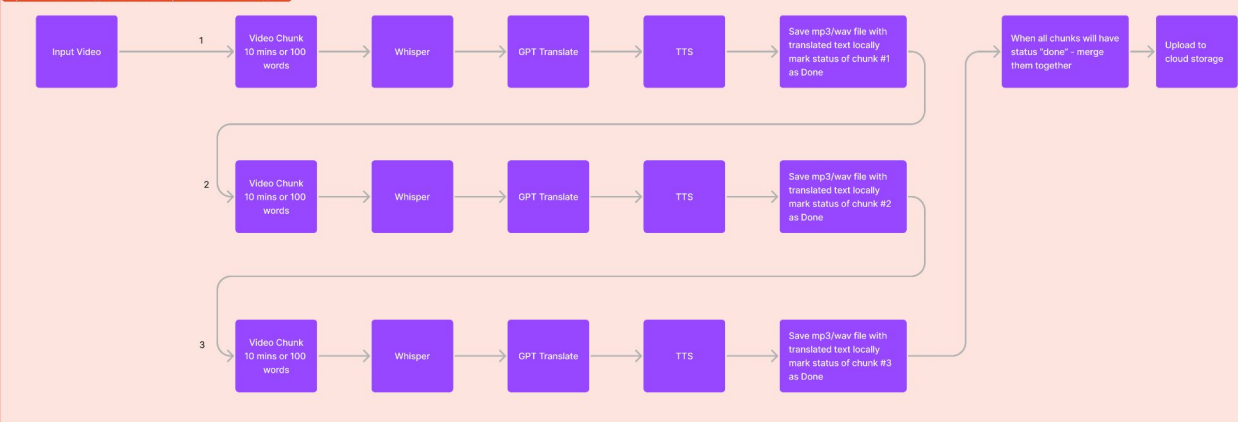 Input Video
1
Video Chunk
10 mins or 100
words
Whisper
GPT Translate
TTS
Save mp3/wav file with
translated text locally
mark status of chunk #1
as Done
When all chunks will have
status "done" - merge
them together
Upload to
cloud storage
2
Video Chunk
10 mins or 100
words
Whisper
GPT Translate
TTS
Save mp3/wav file with
translated text locally
mark status of chunk #2
as Done
3
Video Chunk
10 mins or 100
words
Whisper
GPT Translate
TTS
Save mp3/wav file with
translated text locally
mark status of chunk #3
as Done